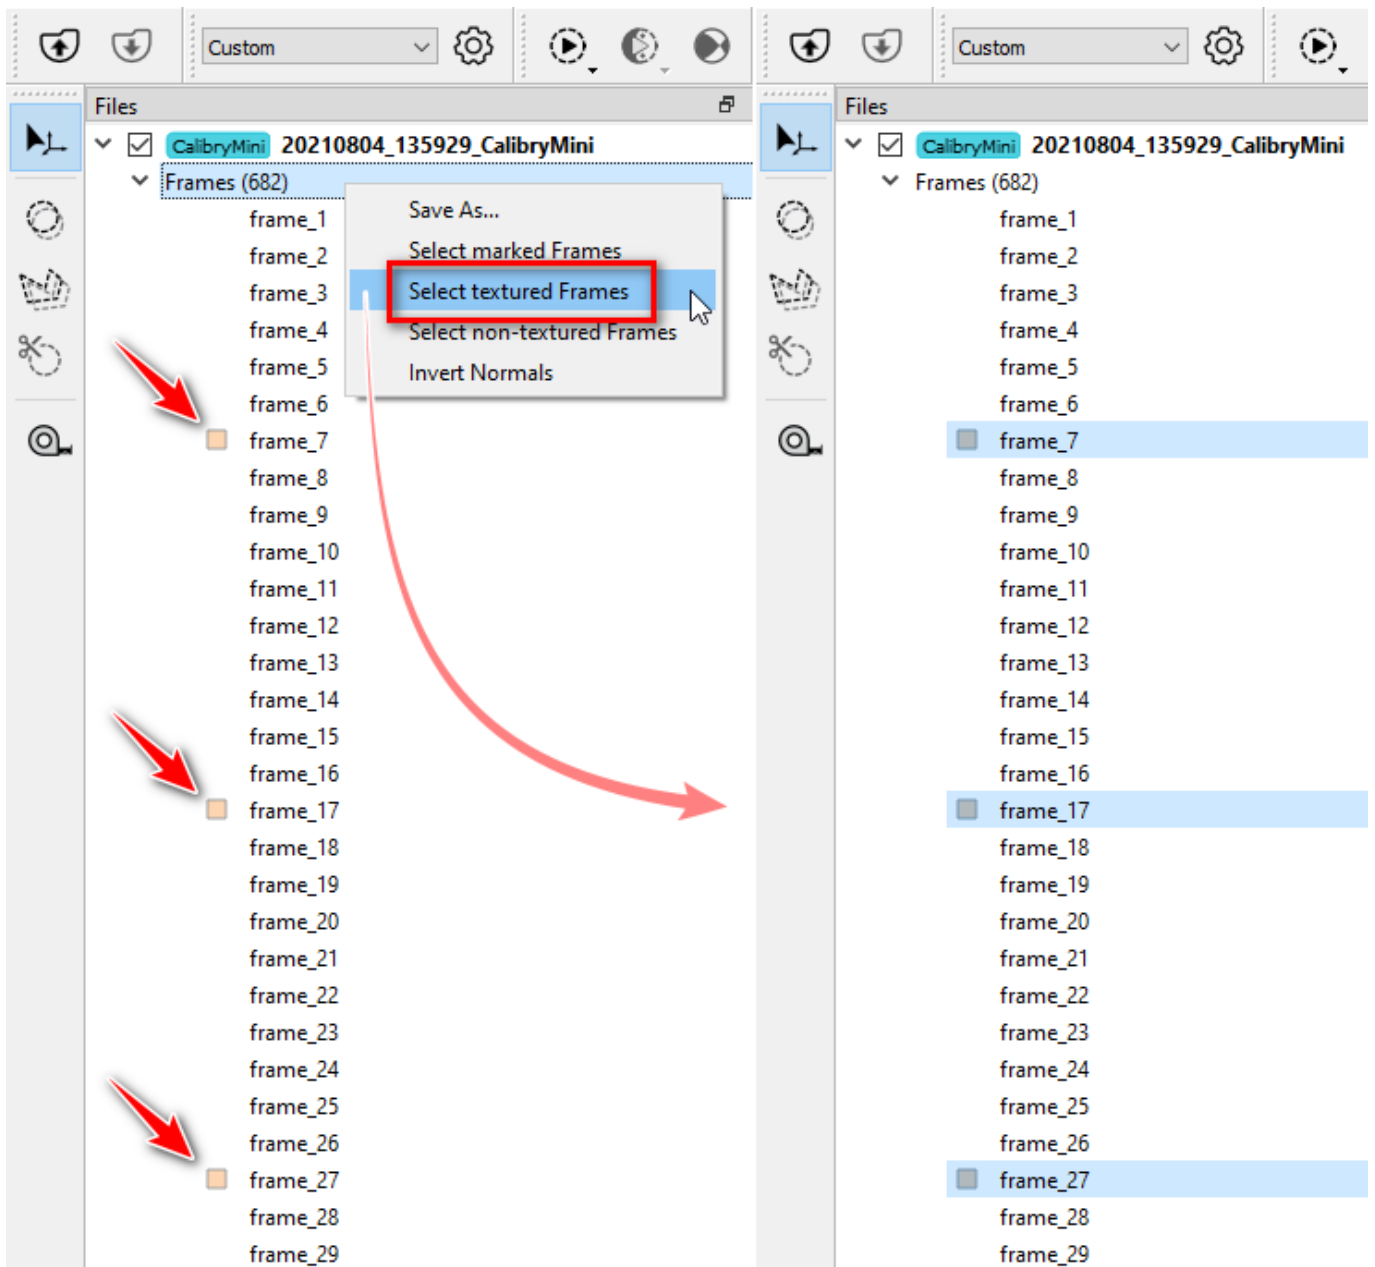 Custom
Files
CalibryMini 20210804_135929_CalibryMini
Frames (682)
frame_1
frame_2
frame_3
frame_4
frame_5
frame_6
frame_7
frame_8
frame_9
frame_10
frame_11
frame_12
frame_13
frame_14
frame_15
frame_16
frame_17
frame_18
frame_19
frame_20
frame_21
frame_22
frame_23
frame_24
frame_25
frame_26
frame_27
frame_28
frame_29
Save As...
Select marked Frames
Select textured Frames
Select non-textured Frames
Invert Normals
Custom
Files
CalibryMini 20210804_135929_CalibryMini
Frames (682)
frame_1
frame_2
frame_3
frame_4
frame_5
frame_6
frame_7
frame_8
frame_9
frame_10
frame_11
frame_12
frame_13
frame_14
frame_15
frame_16
frame_17
frame_18
frame_19
frame_20
frame_21
frame_22
frame_23
frame_24
frame_25
frame_26
frame_27
frame_28
frame_29